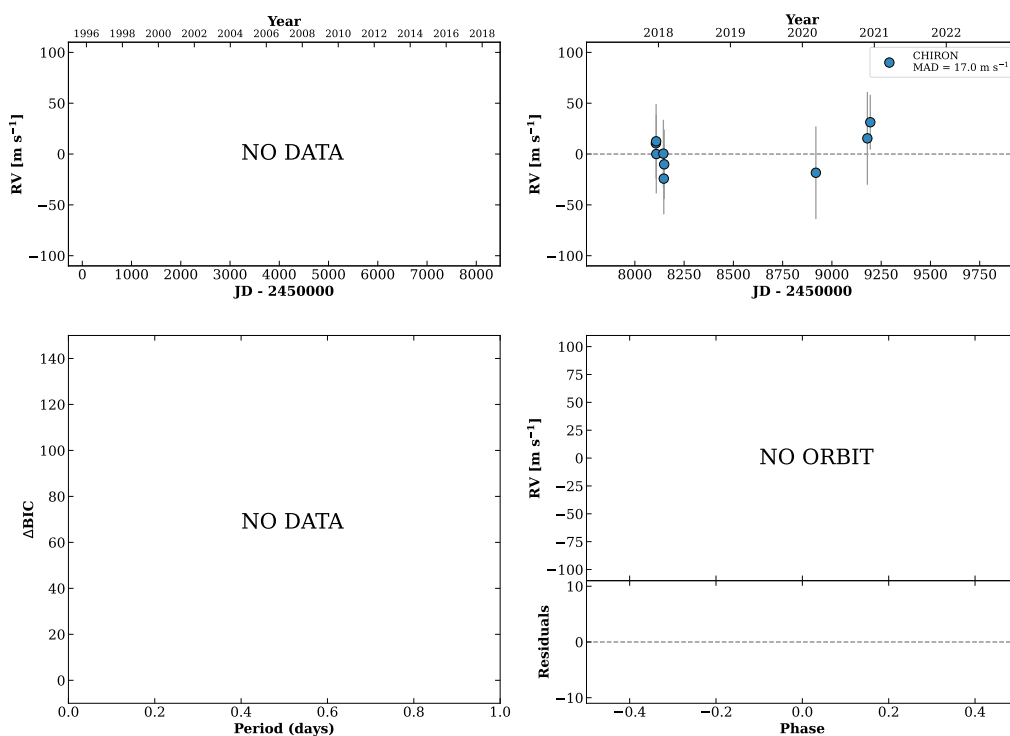 Year
1996 1998 2000 2002 2004 2006 2008 2010 2012 2014 2016 2018
100
50
0
−50
−100
RV [m s⁻¹]
NO DATA
0 1000 2000 3000 4000 5000 6000 7000 8000
JD - 2450000
Year
2018 2019 2020 2021 2022
CHIRON
MAD = 17.0 m s⁻¹
100
50
0
−50
−100
RV [m s⁻¹]
8000 8250 8500 8750 9000 9250 9500 9750
JD - 2450000
140
120
100
80
60
40
20
0
ΔBIC
NO DATA
0.0 0.2 0.4 0.6 0.8 1.0
Period (days)
100
75
50
25
0
−25
−50
−75
−100
RV [m s⁻¹]
NO ORBIT
10
0
−10
Residuals
−0.4 −0.2 0.0 0.2 0.4
Phase